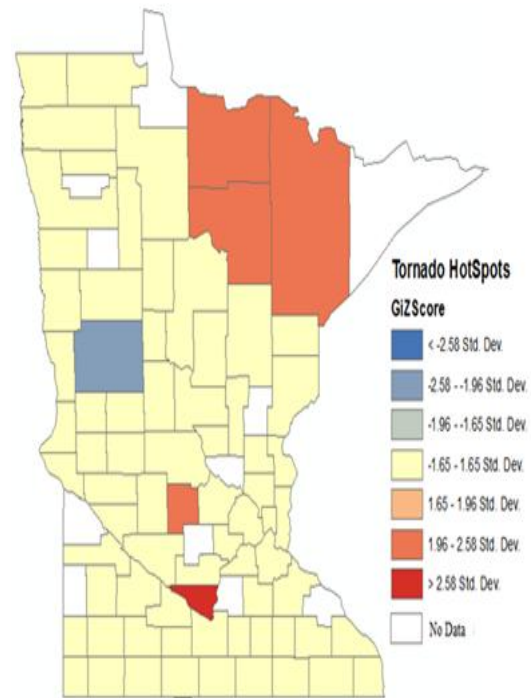 Tornado HotSpots
GiZScore
< -2.58 Std. Dev.
-2.58 - -1.96 Std. Dev.
-1.96 - -1.65 Std. Dev.
-1.65 - 1.65 Std. Dev.
1.65 - 1.96 Std. Dev.
1.96 - 2.58 Std. Dev.
> 2.58 Std. Dev.
No Data